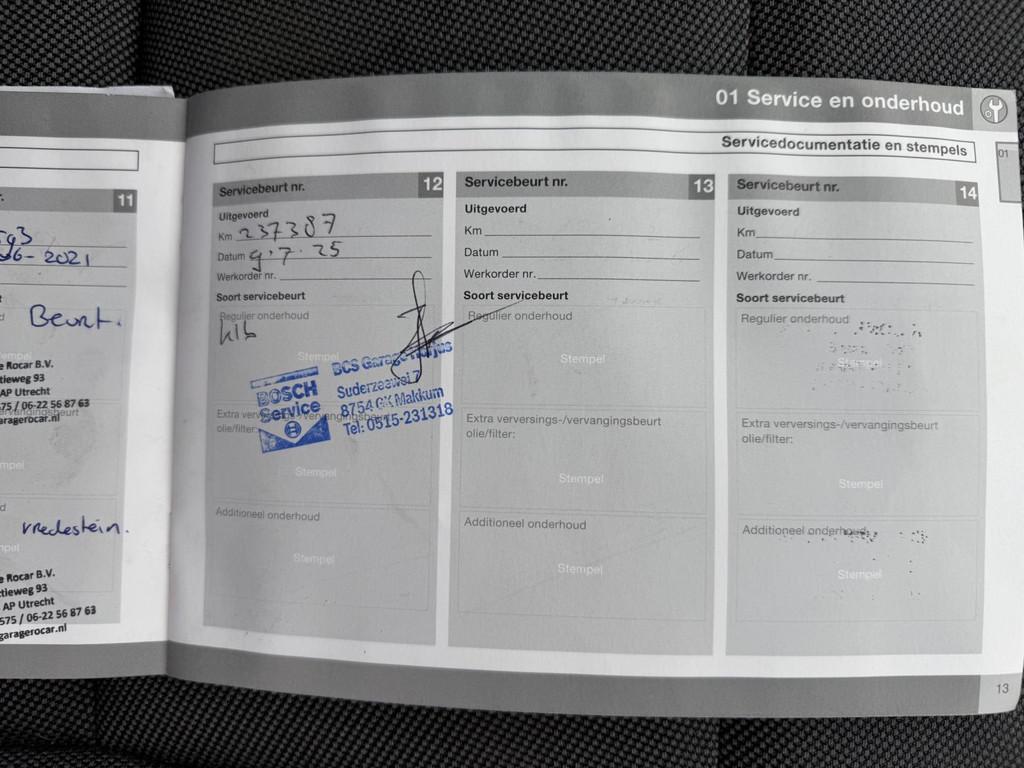 01 Service en onderhoud
Servicedocumentatie en stempels
01
11
2021
Beurt.
Rocar B.V.
tieweg 93
AP Utrecht
575 / 06-22 56 87 63
garagerocar.nl
vredestein.
Rocar B.V.
tieweg 93
AP Utrecht
575 / 06-22 56 87 63
garagerocar.nl
Servicebeurt nr. 12
Uitgevoerd
Km 237387
Datum 9.7.25
Werkorder nr.
Soort servicebeurt
Regulier onderhoud
Stempel
BOSCH
Service
BCS Garage
Suderzeewei 7
8754 GK Makkum
Tel: 0515-231318
Extra verversings-/vervangingsbeurt
olie/filter:
Stempel
Additioneel onderhoud
Stempel
Servicebeurt nr. 13
Uitgevoerd
Km
Datum
Werkorder nr.
Soort servicebeurt
Regulier onderhoud
Stempel
Extra verversings-/vervangingsbeurt
olie/filter:
Stempel
Additioneel onderhoud
Stempel
Servicebeurt nr. 14
Uitgevoerd
Km
Datum
Werkorder nr.
Soort servicebeurt
Regulier onderhoud
Stempel
Extra verversings-/vervangingsbeurt
olie/filter:
Stempel
Additioneel onderhoud
Stempel
13